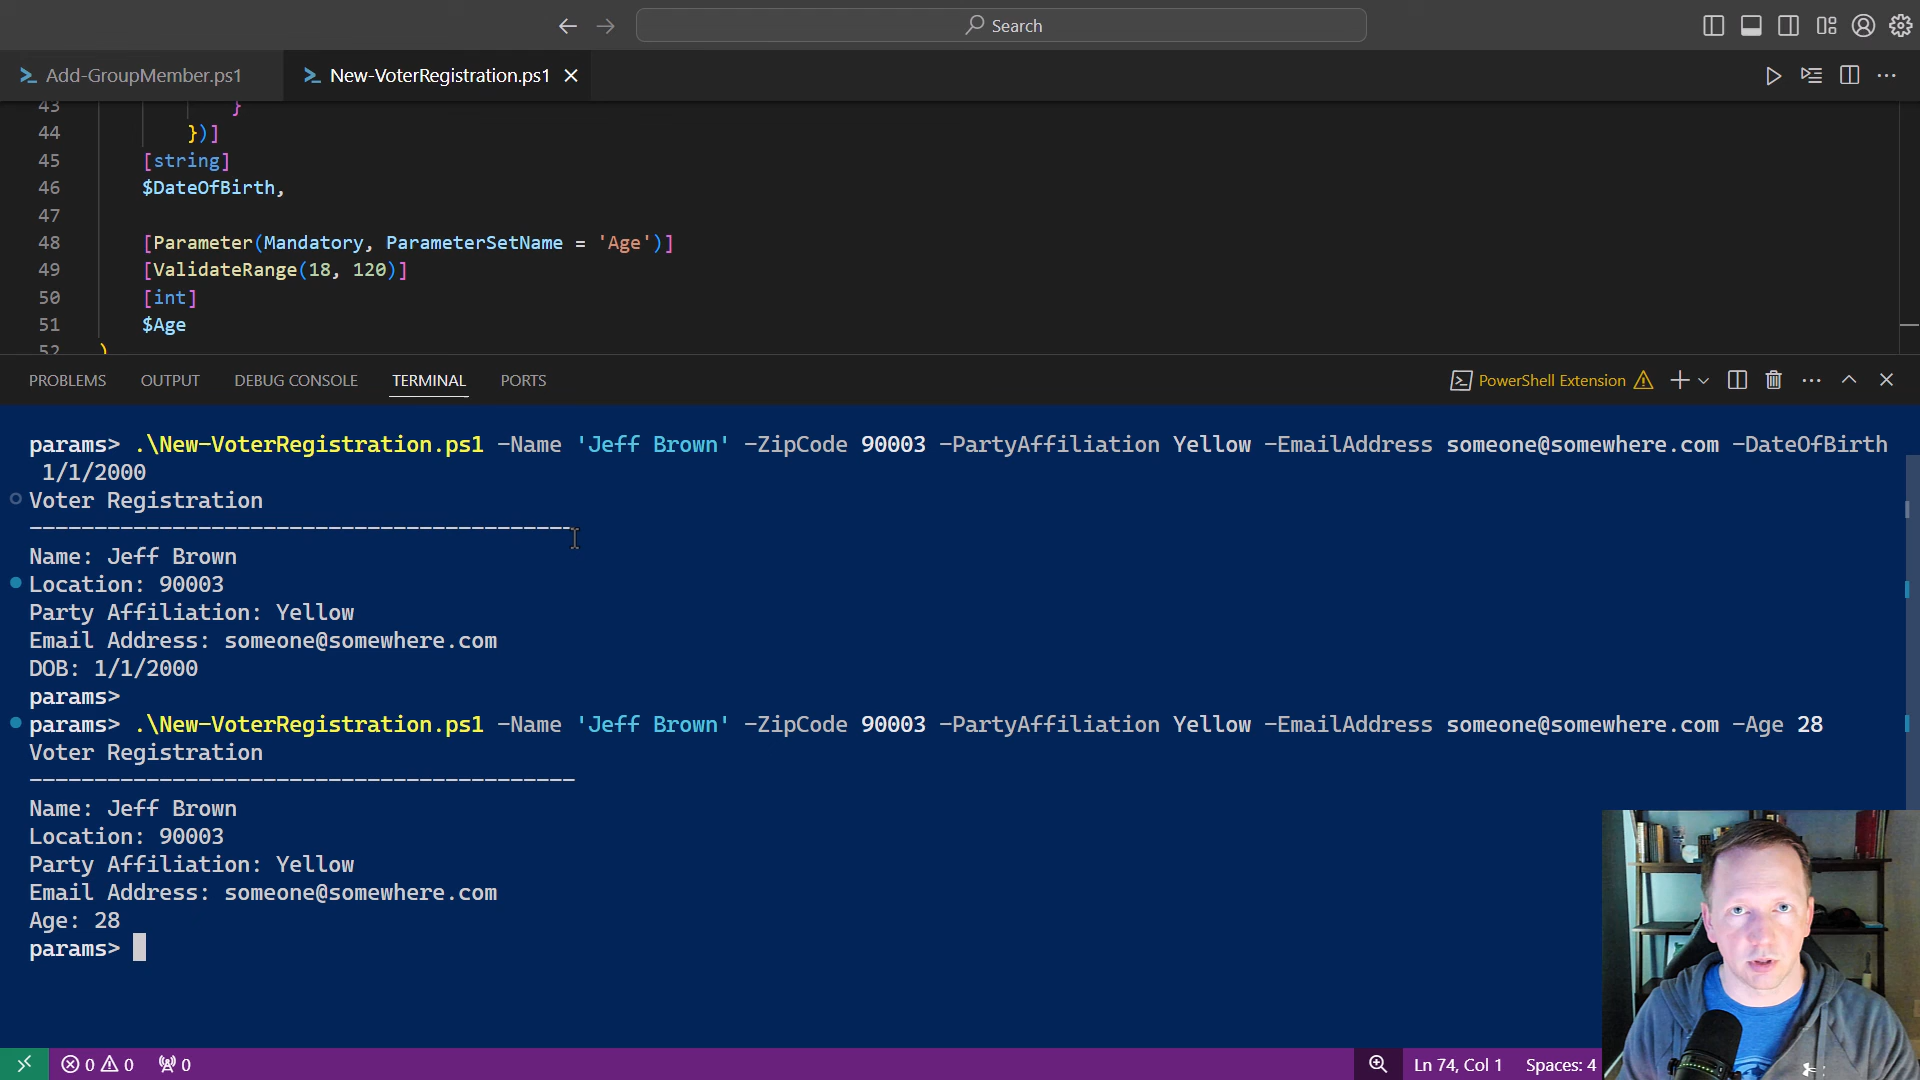 Search
Add-GroupMember.ps1
New-VoterRegistration.ps1
43 }
44 })]
45 [string]
46 $DateOfBirth,
47
48 [Parameter(Mandatory, ParameterSetName = 'Age')]
49 [ValidateRange(18, 120)]
50 [int]
51 $Age
52 )
PROBLEMS OUTPUT DEBUG CONSOLE TERMINAL PORTS PowerShell Extension
params> .\New-VoterRegistration.ps1 -Name 'Jeff Brown' -ZipCode 90003 -PartyAffiliation Yellow -EmailAddress someone@somewhere.com -DateOfBirth
1/1/2000
Voter Registration
------------------------------------------
Name: Jeff Brown
Location: 90003
Party Affiliation: Yellow
Email Address: someone@somewhere.com
DOB: 1/1/2000
params>
params> .\New-VoterRegistration.ps1 -Name 'Jeff Brown' -ZipCode 90003 -PartyAffiliation Yellow -EmailAddress someone@somewhere.com -Age 28
Voter Registration
------------------------------------------
Name: Jeff Brown
Location: 90003
Party Affiliation: Yellow
Email Address: someone@somewhere.com
Age: 28
params>
0 0 0 Ln 74, Col 1 Spaces: 4